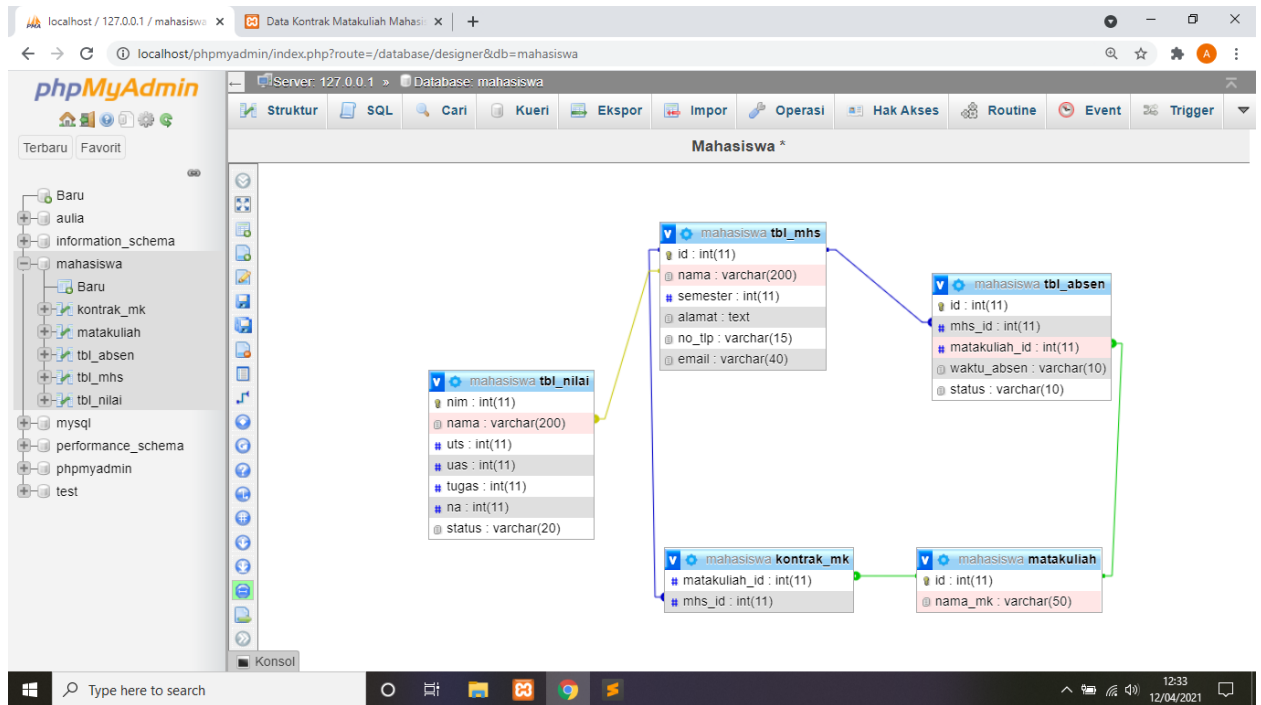 localhost / 127.0.0.1 / mahasiswa
Data Kontrak Matakuliah Mahasi
localhost/phpmyadmin/index.php?route=/database/designer&db=mahasiswa
A
phpMyAdmin
Terbaru Favorit
Baru
aulia
information_schema
mahasiswa
Baru
kontrak_mk
matakuliah
tbl_absen
tbl_mhs
tbl_nilai
mysql
performance_schema
phpmyadmin
test
Server: 127.0.0.1 » Database: mahasiswa
Struktur SQL Cari Kueri Ekspor Impor Operasi Hak Akses Routine Event Trigger
Mahasiswa *
v mahasiswa tbl_mhs
id : int(11)
nama : varchar(200)
# semester : int(11)
alamat : text
no_tlp : varchar(15)
email : varchar(40)
v mahasiswa tbl_absen
id : int(11)
# mhs_id : int(11)
# matakuliah_id : int(11)
waktu_absen : varchar(10)
status : varchar(10)
v mahasiswa tbl_nilai
nim : int(11)
nama : varchar(200)
# uts : int(11)
# uas : int(11)
# tugas : int(11)
# na : int(11)
status : varchar(20)
v mahasiswa kontrak_mk
# matakuliah_id : int(11)
# mhs_id : int(11)
v mahasiswa matakuliah
id : int(11)
nama_mk : varchar(50)
Konsol
Type here to search
12:33
12/04/2021